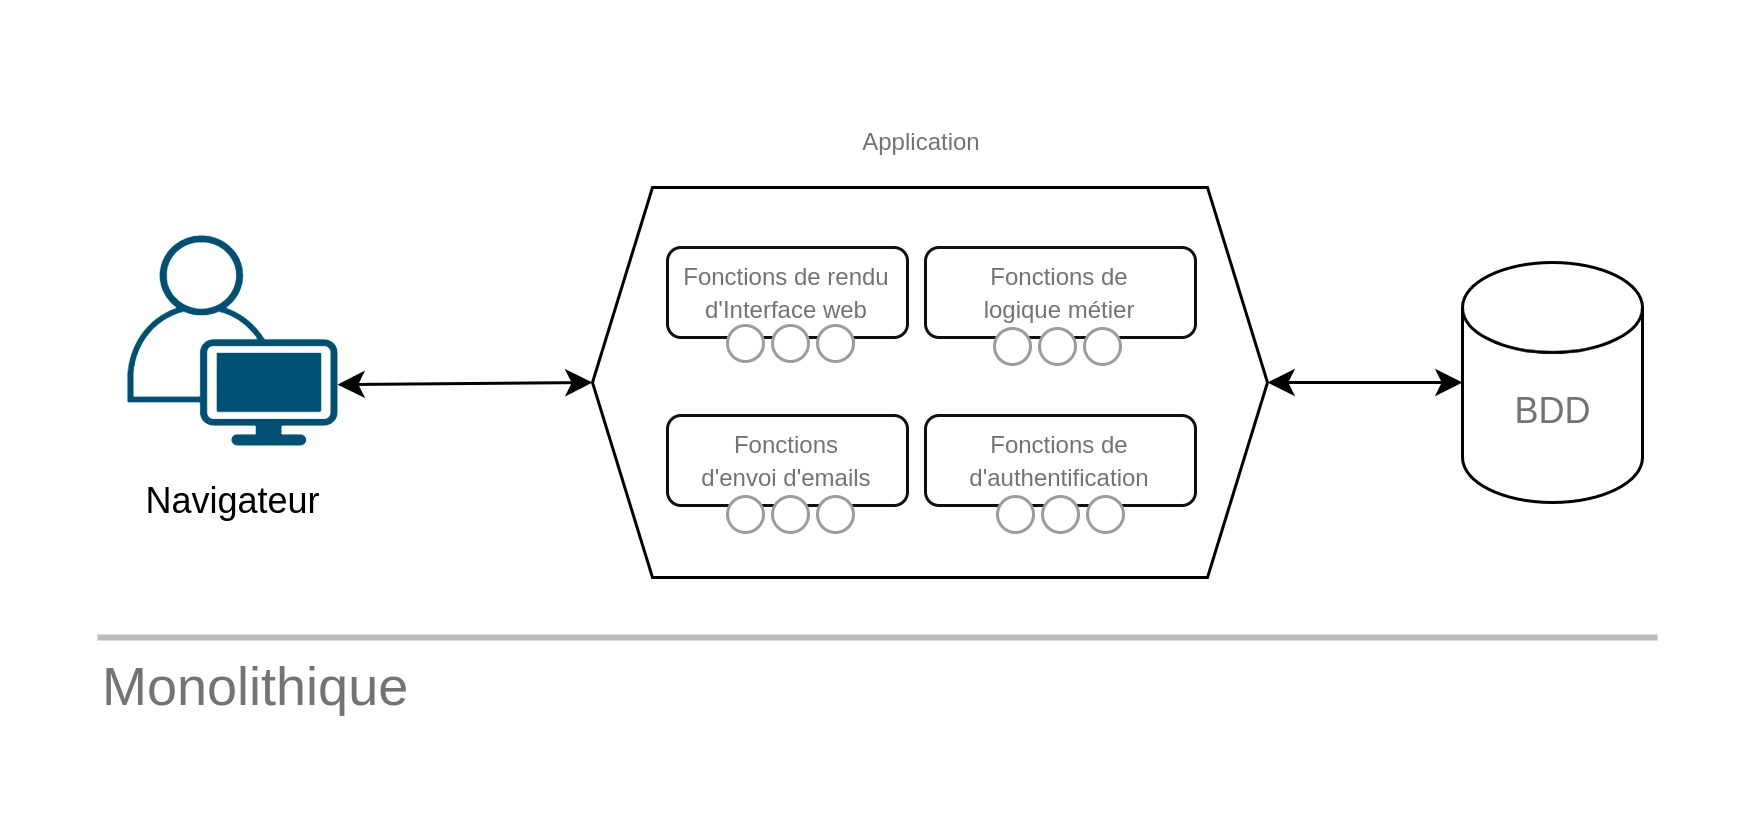 Application
Fonctions de rendu
d'Interface web
Fonctions de
logique métier
Fonctions
d'envoi d'emails
Fonctions de
d'authentification
BDD
Navigateur
Monolithique